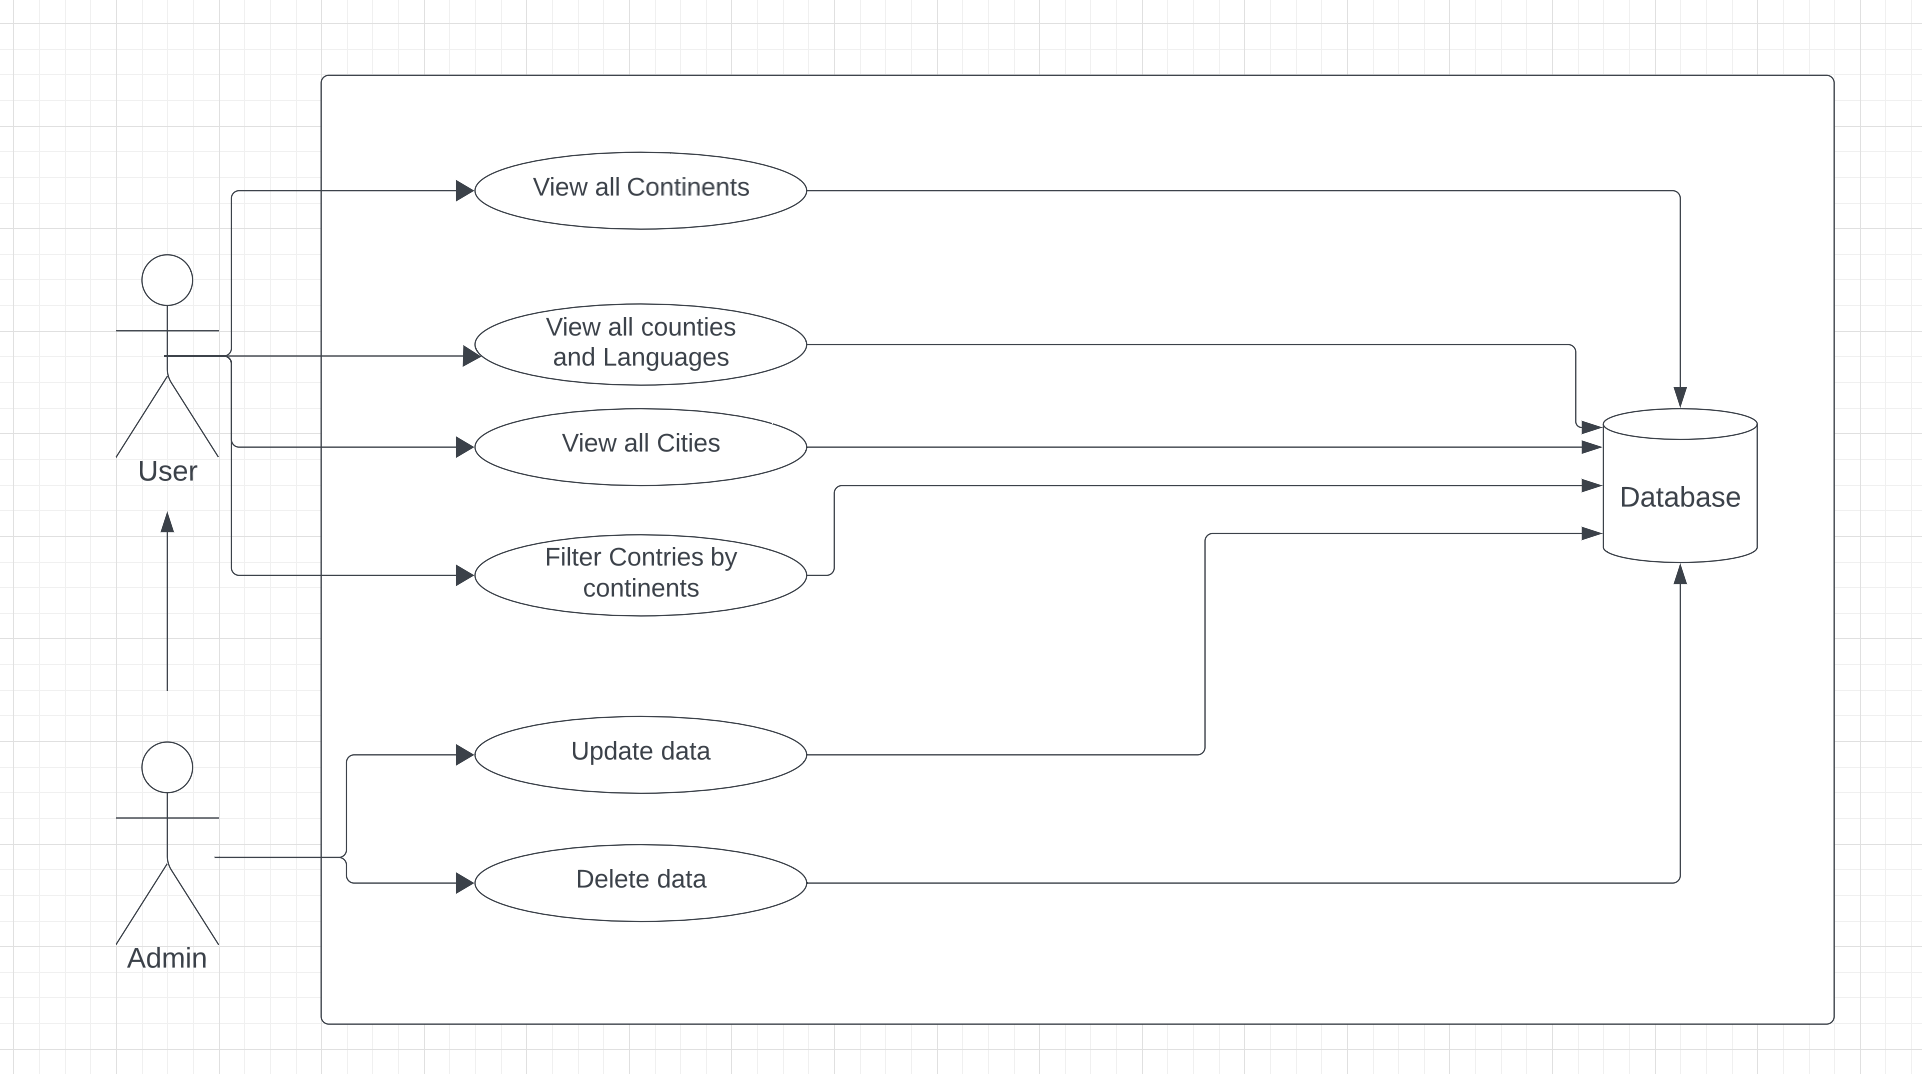 View all Continents
View all counties
and Languages
View all Cities
User
Database
Filter Contries by
continents
Update data
Delete data
Admin